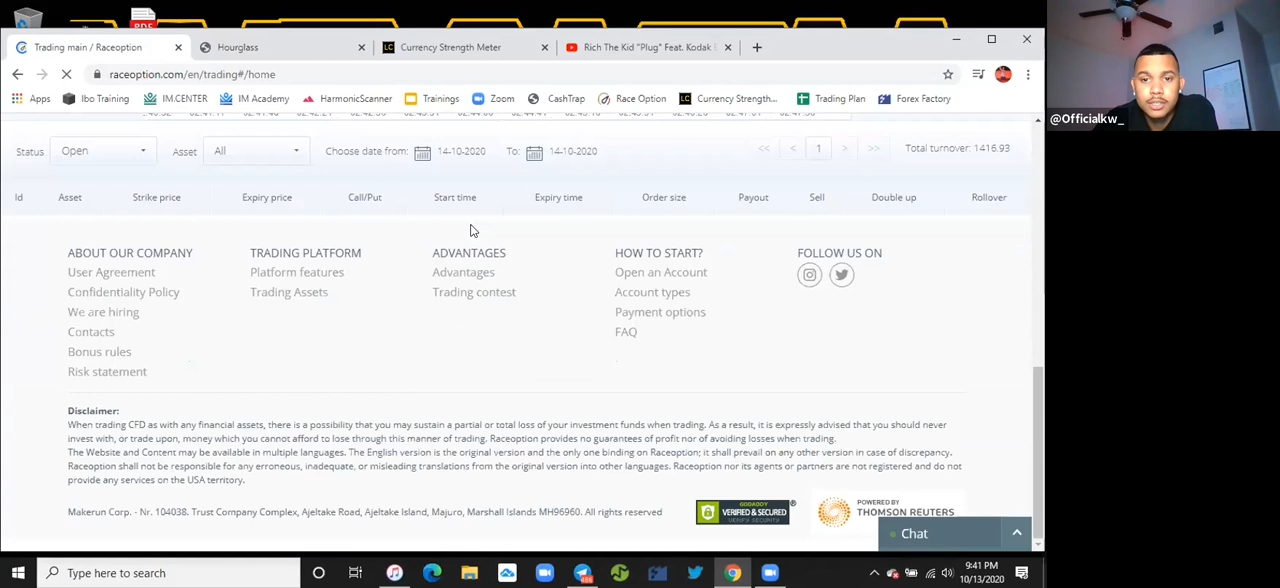 PDF
Trading main / Raceoption
Hourglass
Currency Strength Meter
Rich The Kid "Plug" Feat. Kodak
raceoption.com/en/trading#/home
Apps
Ibo Training
IM.CENTER
IM Academy
HarmonicScanner
Trainings
Zoom
CashTrap
Race Option
Currency Strength...
Trading Plan
Forex Factory
@Officialkw_
Status Open Asset All Choose date from: 14-10-2020 To: 14-10-2020 << < 1 > >> Total turnover: 1416.93
Id Asset Strike price Expiry price Call/Put Start time Expiry time Order size Payout Sell Double up Rollover
ABOUT OUR COMPANY
User Agreement
Confidentiality Policy
We are hiring
Contacts
Bonus rules
Risk statement
TRADING PLATFORM
Platform features
Trading Assets
ADVANTAGES
Advantages
Trading contest
HOW TO START?
Open an Account
Account types
Payment options
FAQ
FOLLOW US ON
Disclaimer:
When trading CFD as with any financial assets, there is a possibility that you may sustain a partial or total loss of your investment funds when trading. As a result, it is expressly advised that you should never
invest with, or trade upon, money which you cannot afford to lose through this manner of trading. Raceoption provides no guarantees of profit nor of avoiding losses when trading.
The Website and Content may be available in multiple languages. The English version is the original version and the only one binding on Raceoption; it shall prevail on any other version in case of discrepancy.
Raceoption shall not be responsible for any erroneous, inadequate, or misleading translations from the original version into other languages. Raceoption nor its agents or partners are not registered and do not
provide any services on the USA territory.
Makerun Corp. - Nr. 104038. Trust Company Complex, Ajeltake Road, Ajeltake Island, Majuro, Marshall Islands MH96960. All rights reserved
GODADDY
VERIFIED & SECURED
VERIFY SECURITY
POWERED BY
THOMSON REUTERS
Chat
Type here to search
9:41 PM
10/13/2020